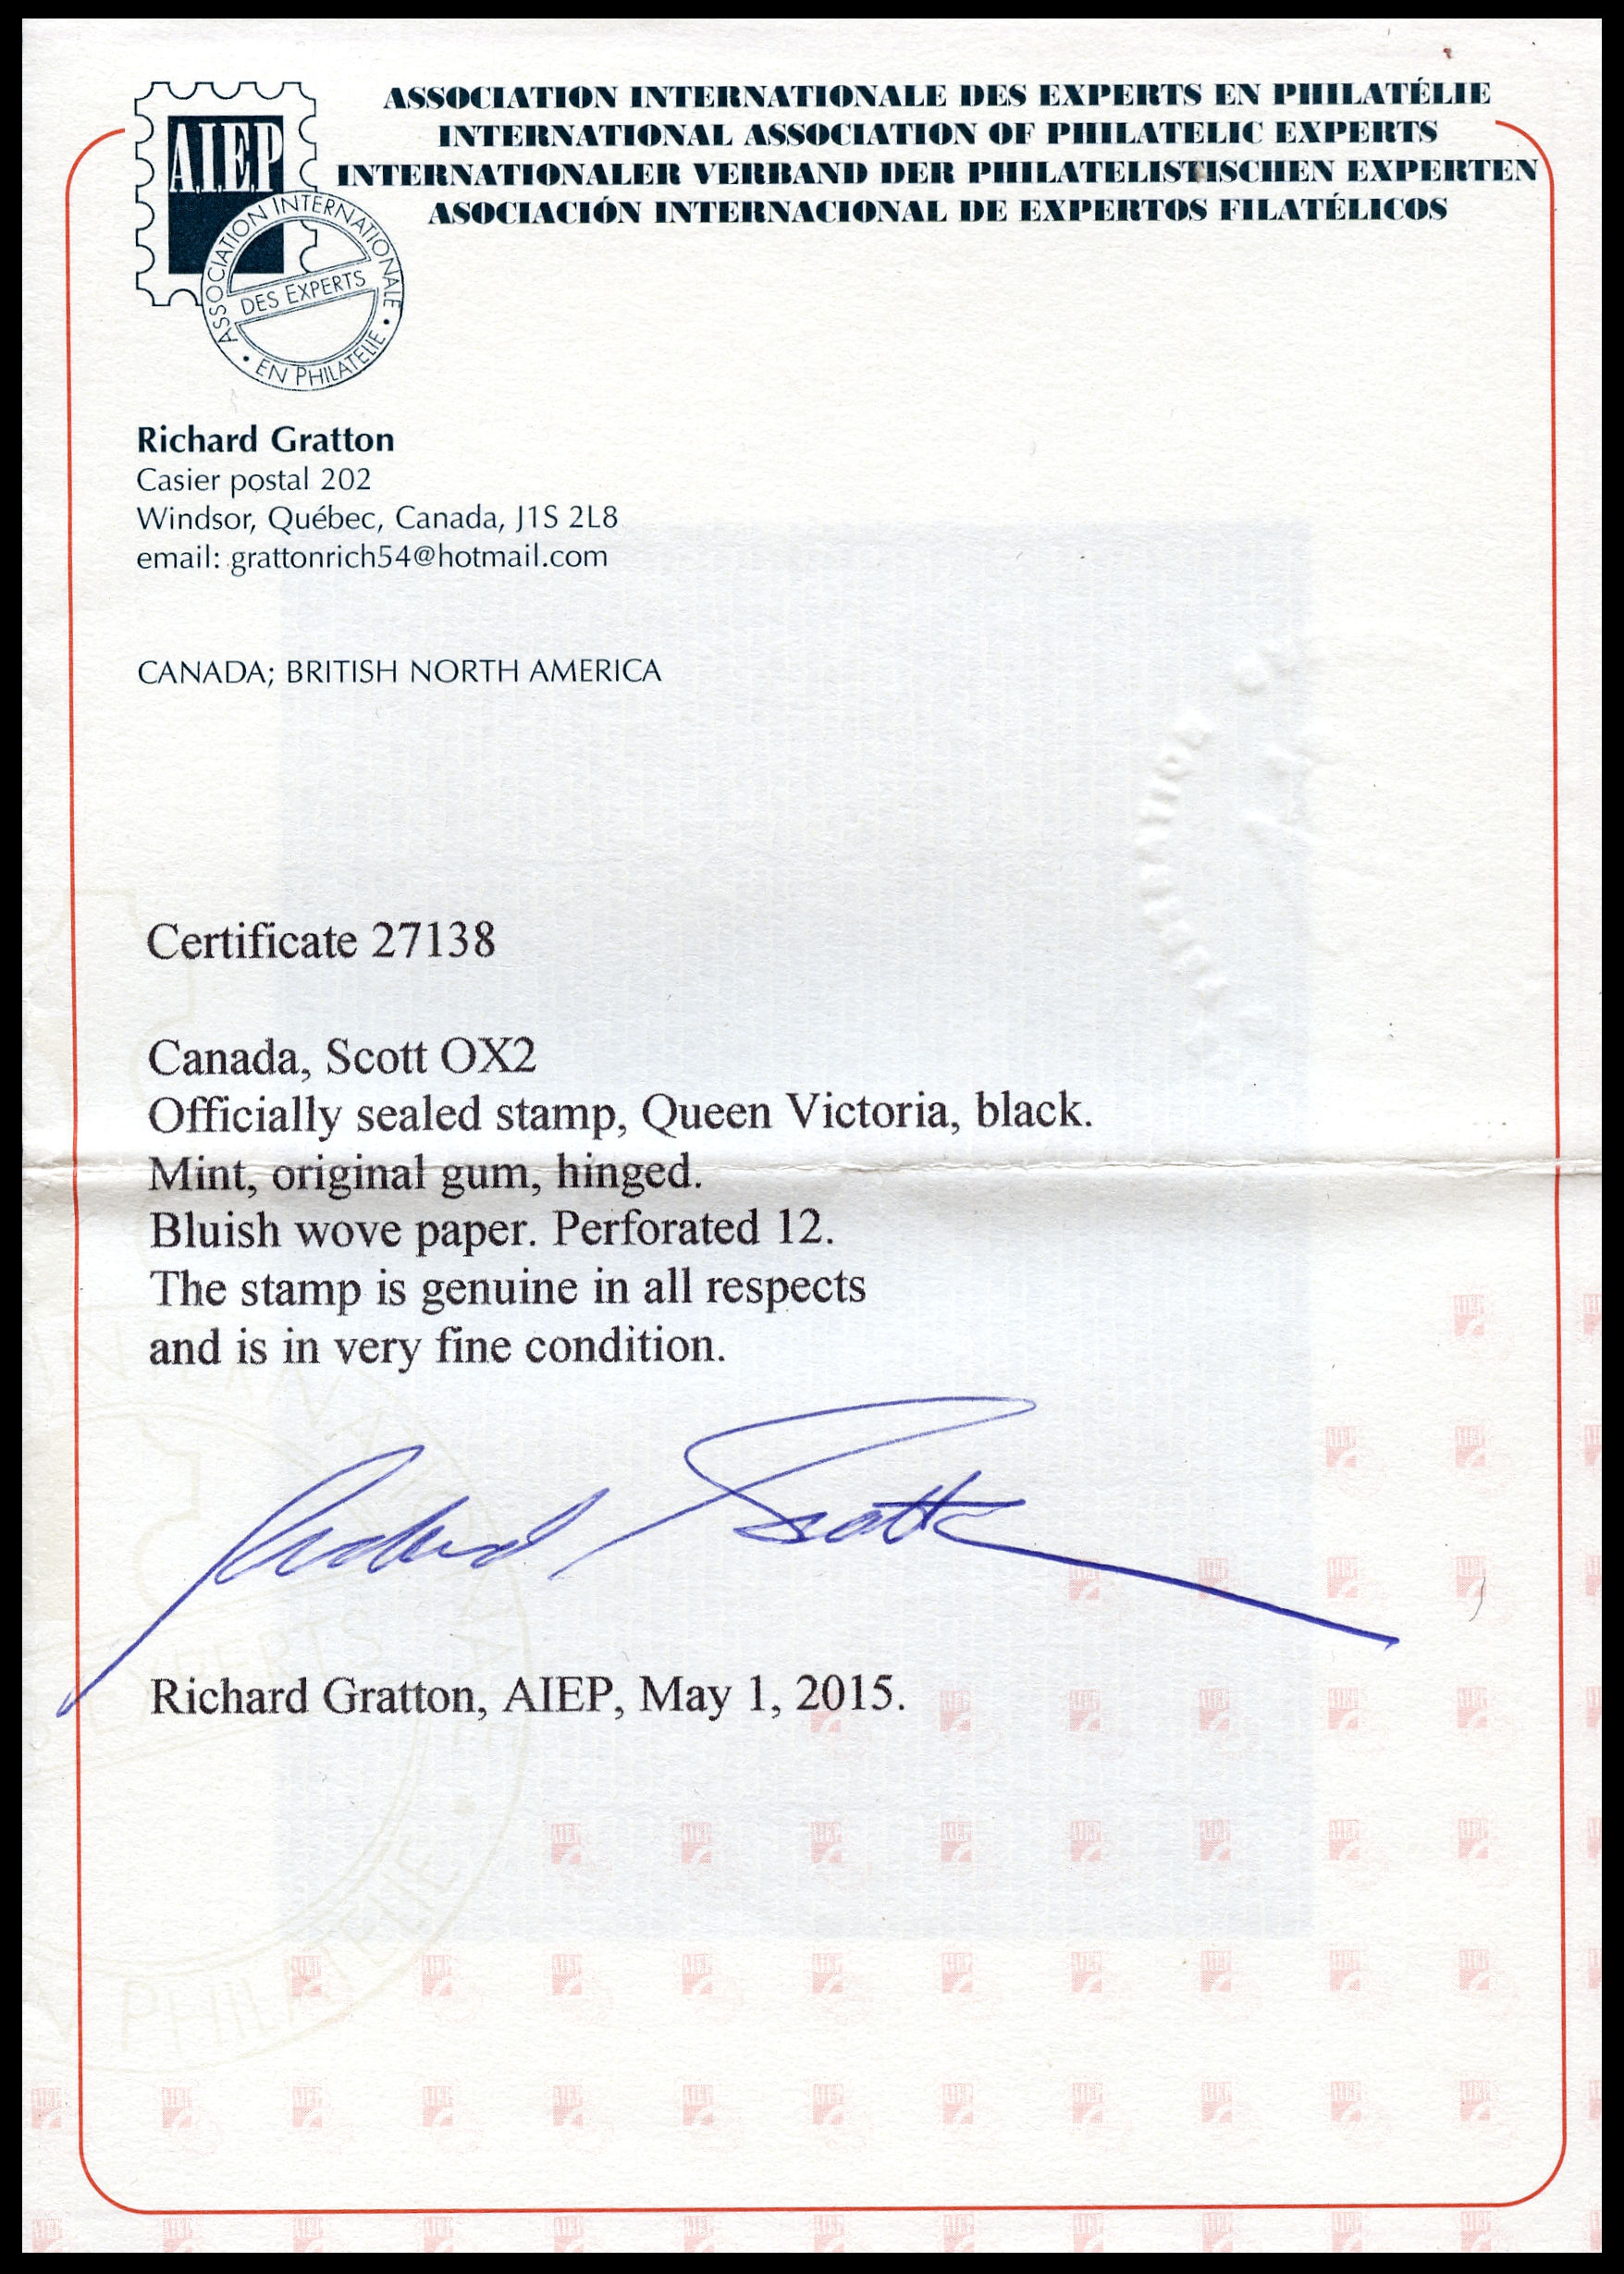 ASSOCIATION INTERNATIONALE DES EXPERTS EN PHILATÉLIE
INTERNATIONAL ASSOCIATION OF PHILATELIC EXPERTS
INTERNATIONALER VERBAND DER PHILATELISTISCHEN EXPERTEN
ASOCIACIÓN INTERNACIONAL DE EXPERTOS FILATÉLICOS
A.I.E.P
ASSOCIATION INTERNATIONALE •
DES EXPERTS
• EN PHILATELIE
Richard Gratton
Casier postal 202
Windsor, Québec, Canada, J1S 2L8
email: grattonrich54@hotmail.com
CANADA; BRITISH NORTH AMERICA
Certificate 27138
Canada, Scott OX2
Officially sealed stamp, Queen Victoria, black.
Mint, original gum, hinged.
Bluish wove paper. Perforated 12.
The stamp is genuine in all respects
and is in very fine condition.
Richard Gratton, AIEP, May 1, 2015.